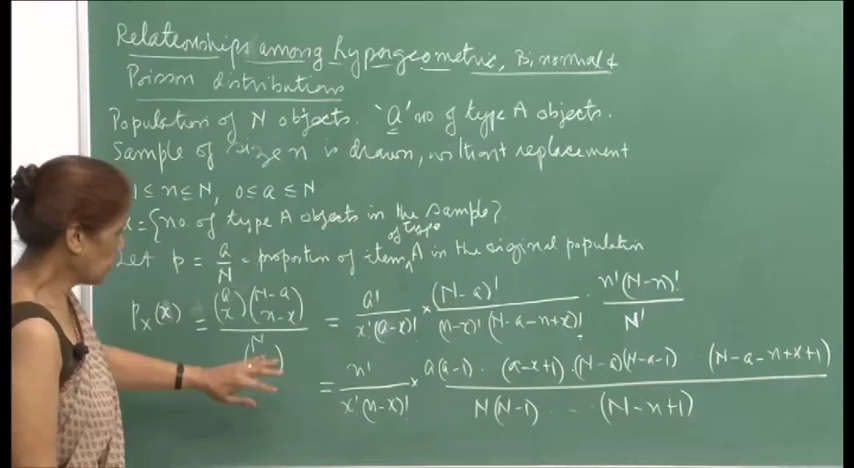 Relationships among hypergeometric, Binomial &
Poisson distributions
Population of N objects. 'a' no of type A objects.
Sample of size n is drawn, without replacement
1 ≤ n ≤ N, 0 ≤ a ≤ N
X = {no. of type A objects in the sample}.
Let p = a/N = proportion of item of type A in the original population
P_X(x) = (a x)(N-a n-x) / (N n) = a! / x!(a-x)! × (N-a)! / (n-x)!(N-a-n+x)! · n!(N-n)! / N!
= n! / x!(n-x)! × a(a-1)· (a-x+1)·(N-a)(N-a-1) (N-a-n+x+1) / N(N-1) - - - (N-n+1)